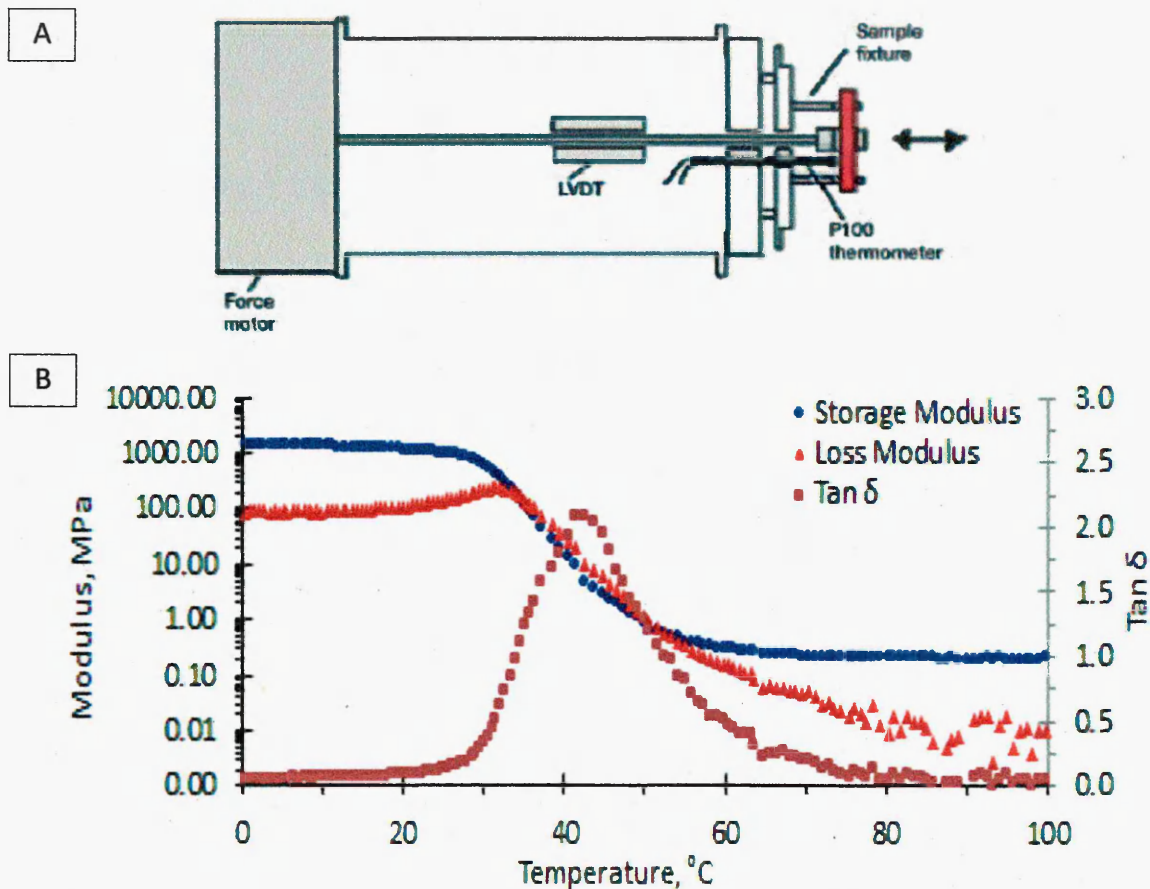 A
Sample
fixture
LVDT
P100
thermometer
Force
motor
B
Modulus, MPa
10000.00
1000.00
100.00
10.00
1.00
0.10
0.01
0.00
Storage Modulus
Loss Modulus
Tan δ
3.0
2.5
2.0
1.5
1.0
0.5
0.0
Tan δ
0 20 40 60 80 100
Temperature, °C